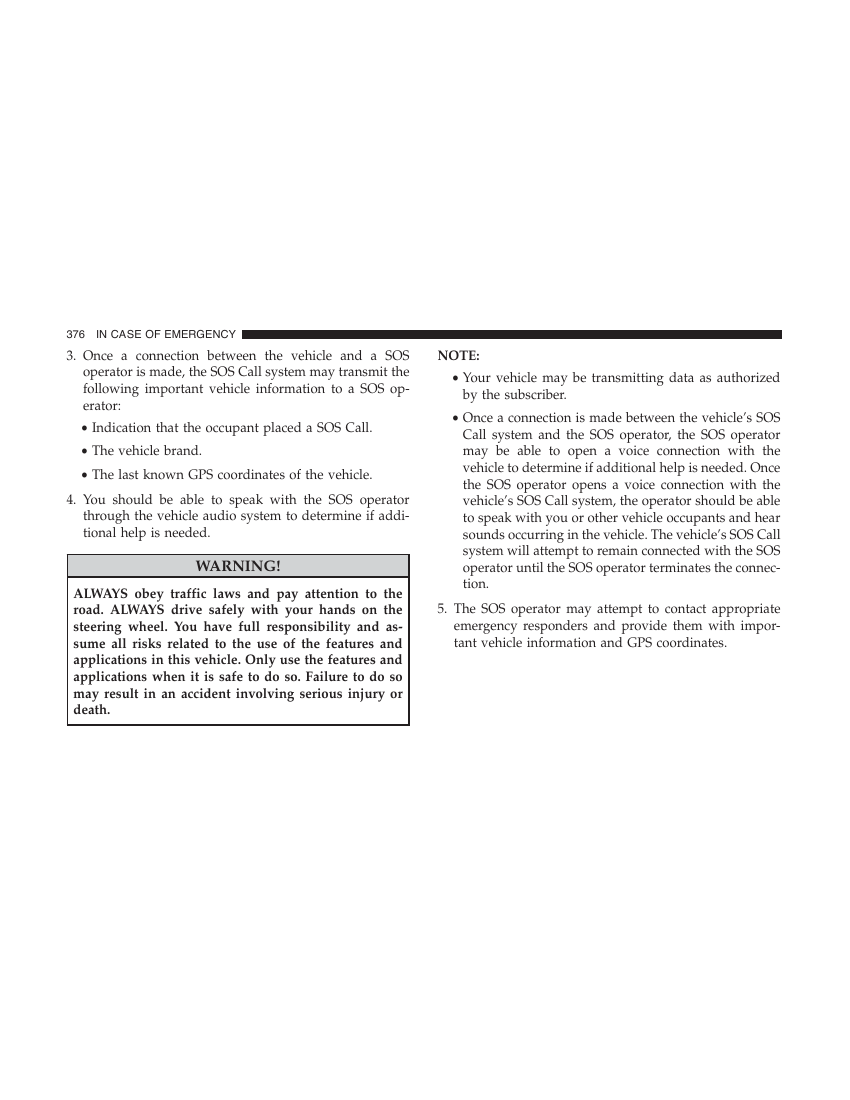 376 IN CASE OF EMERGENCY
3. Once a connection between the vehicle and a SOS
operator is made, the SOS Call system may transmit the
following important vehicle information to a SOS op-
erator:
• Indication that the occupant placed a SOS Call.
• The vehicle brand.
• The last known GPS coordinates of the vehicle.
4. You should be able to speak with the SOS operator
through the vehicle audio system to determine if addi-
tional help is needed.
WARNING!
ALWAYS obey traffic laws and pay attention to the
road. ALWAYS drive safely with your hands on the
steering wheel. You have full responsibility and as-
sume all risks related to the use of the features and
applications in this vehicle. Only use the features and
applications when it is safe to do so. Failure to do so
may result in an accident involving serious injury or
death.
NOTE:
• Your vehicle may be transmitting data as authorized
by the subscriber.
• Once a connection is made between the vehicle’s SOS
Call system and the SOS operator, the SOS operator
may be able to open a voice connection with the
vehicle to determine if additional help is needed. Once
the SOS operator opens a voice connection with the
vehicle’s SOS Call system, the operator should be able
to speak with you or other vehicle occupants and hear
sounds occurring in the vehicle. The vehicle’s SOS Call
system will attempt to remain connected with the SOS
operator until the SOS operator terminates the connec-
tion.
5. The SOS operator may attempt to contact appropriate
emergency responders and provide them with impor-
tant vehicle information and GPS coordinates.